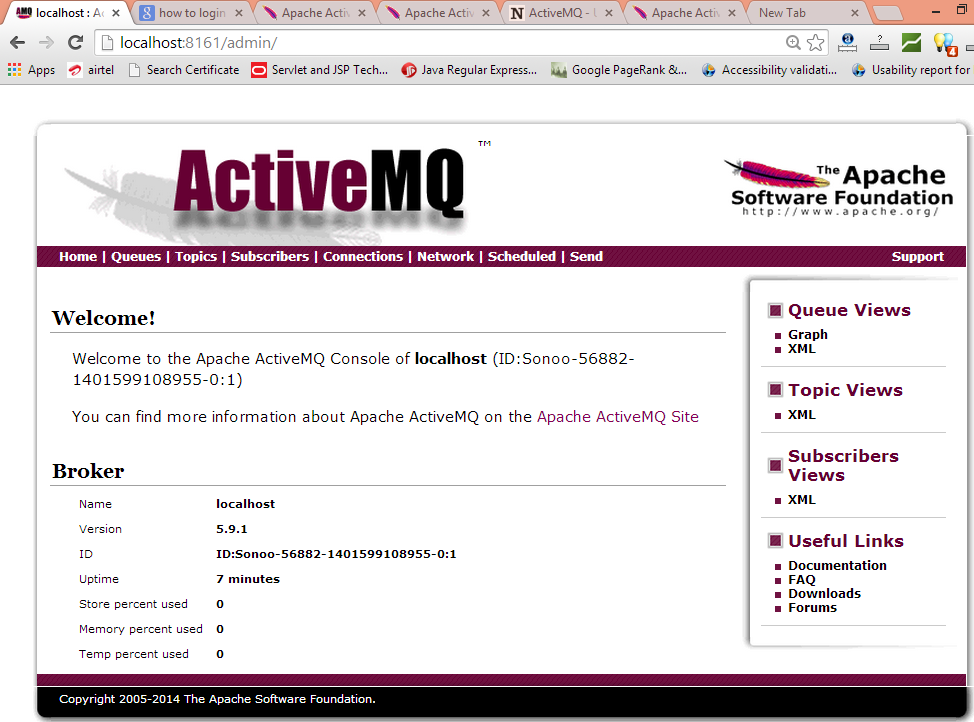 localhost : A
how to login
Apache Activ
Apache Activ
ActiveMQ -
Apache Activ
New Tab
localhost:8161/admin/
Apps
airtel
Search Certificate
Servlet and JSP Tech...
Java Regular Express...
Google PageRank &...
Accessibility validati...
Usability report for
ActiveMQ™
The Apache
Software Foundation
http://www.apache.org/
Home | Queues | Topics | Subscribers | Connections | Network | Scheduled | Send
Support
Welcome!
Welcome to the Apache ActiveMQ Console of localhost (ID:Sonoo-56882-
1401599108955-0:1)
You can find more information about Apache ActiveMQ on the Apache ActiveMQ Site
Broker
Name localhost
Version 5.9.1
ID ID:Sonoo-56882-1401599108955-0:1
Uptime 7 minutes
Store percent used 0
Memory percent used 0
Temp percent used 0
Queue Views
Graph
XML
Topic Views
XML
Subscribers
Views
XML
Useful Links
Documentation
FAQ
Downloads
Forums
Copyright 2005-2014 The Apache Software Foundation.